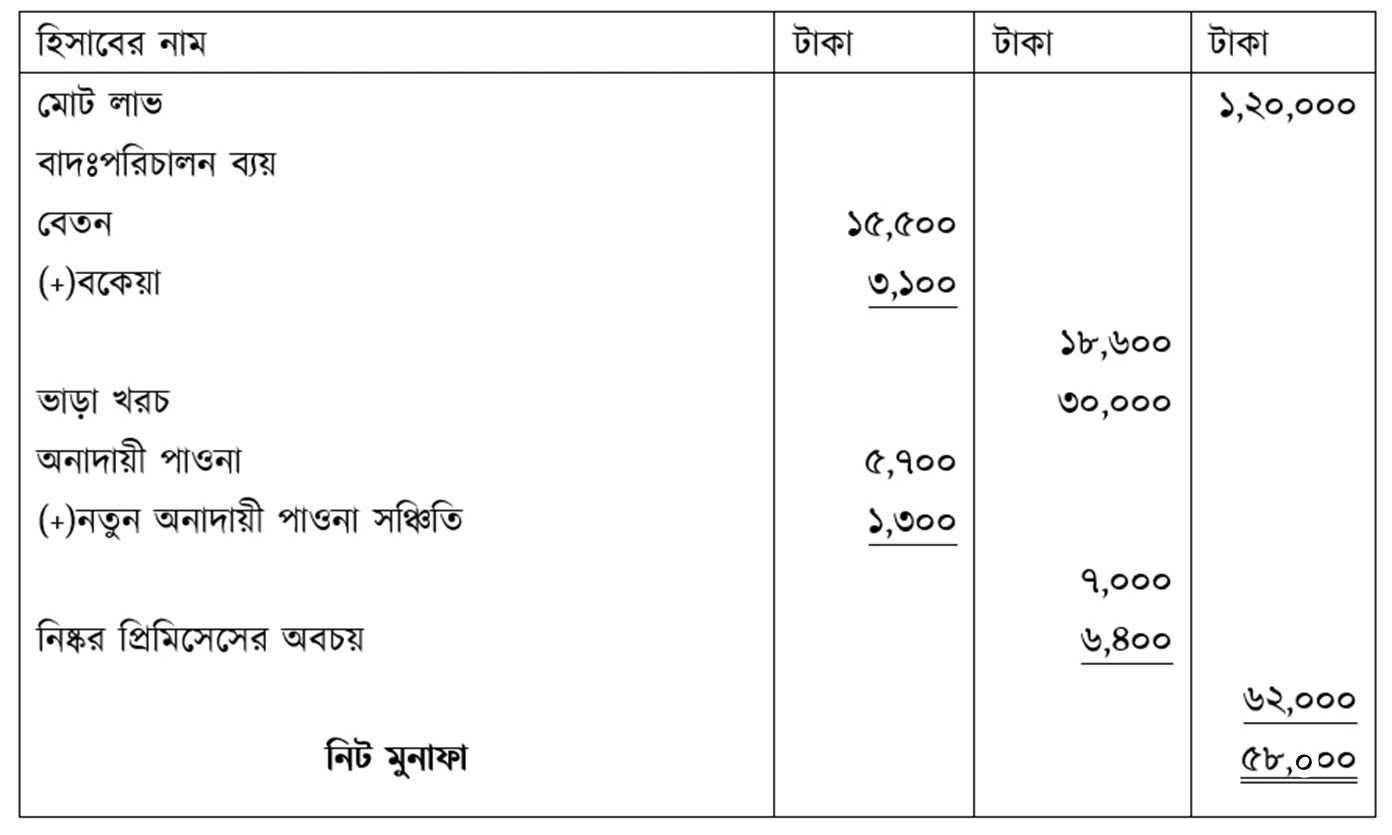 হিসাবের নাম টাকা টাকা টাকা
মোট লাভ ১,২০,০০০
বাদঃপরিচালন ব্যয়
বেতন ১৫,৫০০
(+)বকেয়া ৩,১০০
১৮,৬০০
ভাড়া খরচ ৩০,০০০
অনাদায়ী পাওনা ৫,৭০০
(+)নতুন অনাদায়ী পাওনা সঞ্চিতি ১,৩০০
৭,০০০
নিষ্কর প্রিমিসেসের অবচয় ৬,৪০০
৬২,০০০
নিট মুনাফা ৫৮,০০০